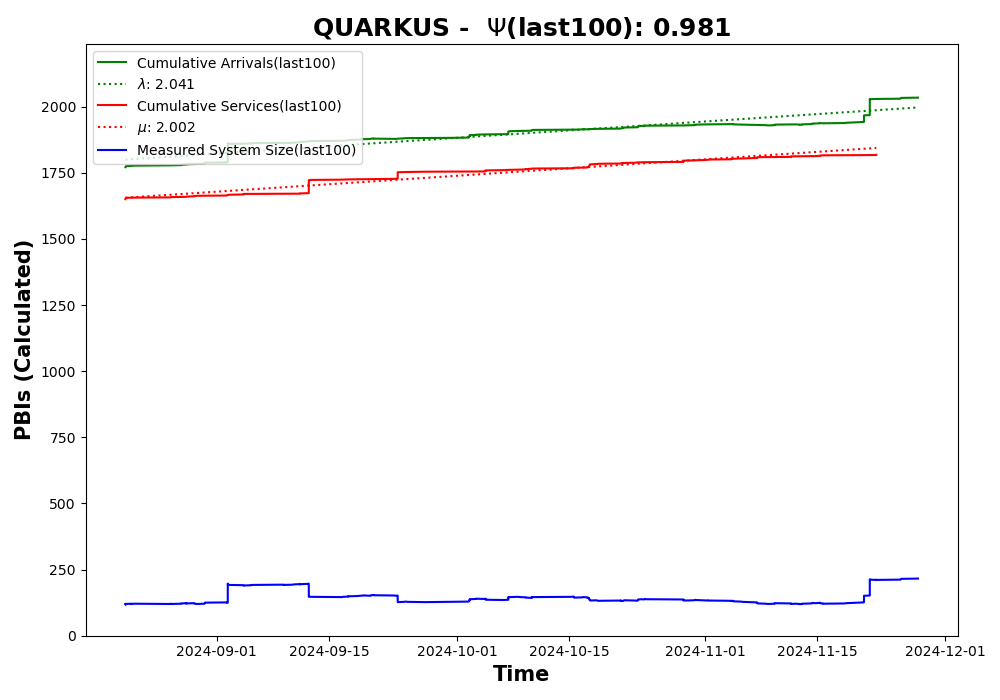 QUARKUS - Ψ(last100): 0.981
Cumulative Arrivals(last100)
λ: 2.041
Cumulative Services(last100)
μ: 2.002
Measured System Size(last100)
PBIs (Calculated)
2000
1750
1500
1250
1000
750
500
250
0
2024-09-01 2024-09-15 2024-10-01 2024-10-15 2024-11-01 2024-11-15 2024-12-01
Time